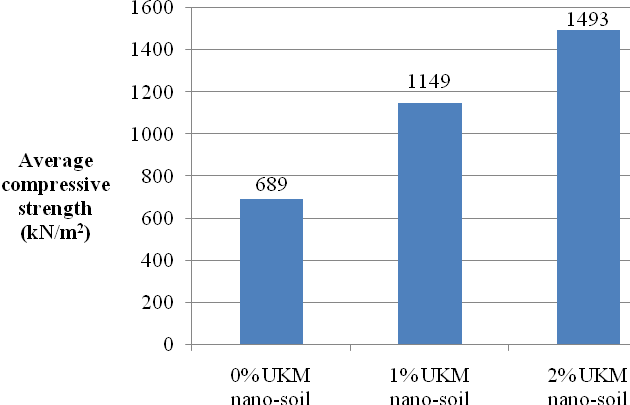 1600
1400
1200
1000
800
600
400
200
0
Average
compressive
strength
(kN/m²)
689
1149
1493
0% UKM
nano-soil
1% UKM
nano-soil
2% UKM
nano-soil